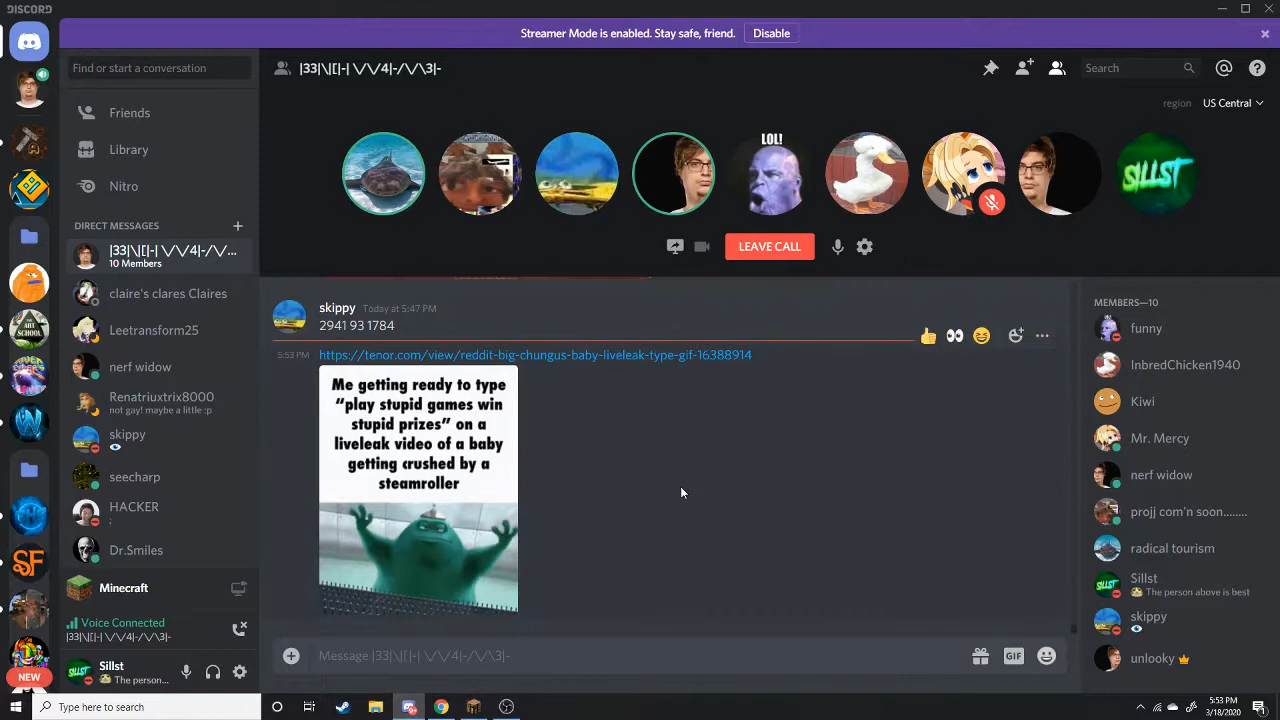 DISCORD
Streamer Mode is enabled. Stay safe, friend.
Disable
Find or start a conversation
|33|\|[|-| \/\/4|-/\/\3|-
Search
region
US Central
Friends
Library
Nitro
LOL!
SILLST
DIRECT MESSAGES
LEAVE CALL
|33|\|[|-| \/\/4|-/\/...
10 Members
claire's clares Claires
Leetransform25
nerf widow
Renatriuxtrix8000
not gay! maybe a little :p
skippy
seecharp
HACKER
;
Dr.Smiles
Minecraft
Voice Connected
|33|\|[|-| \/\/4|-/\/\3|-
Sillst
The person...
NEW
skippy
Today at 5:47 PM
2941 93 1784
5:53 PM
https://tenor.com/view/reddit-big-chungus-baby-liveleak-type-gif-16388914
Me getting ready to type
“play stupid games win
stupid prizes” on a
liveleak video of a baby
getting crushed by a
steamroller
Message |33|\|[|-| \/\/4|-/\/\3|-
GIF
MEMBERS—10
funny
InbredChicken1940
Kiwi
Mr. Mercy
nerf widow
projj com'n soon........
radical tourism
Sillst
The person above is best
skippy
unlooky
Type here to search
5:53 PM
3/18/2020